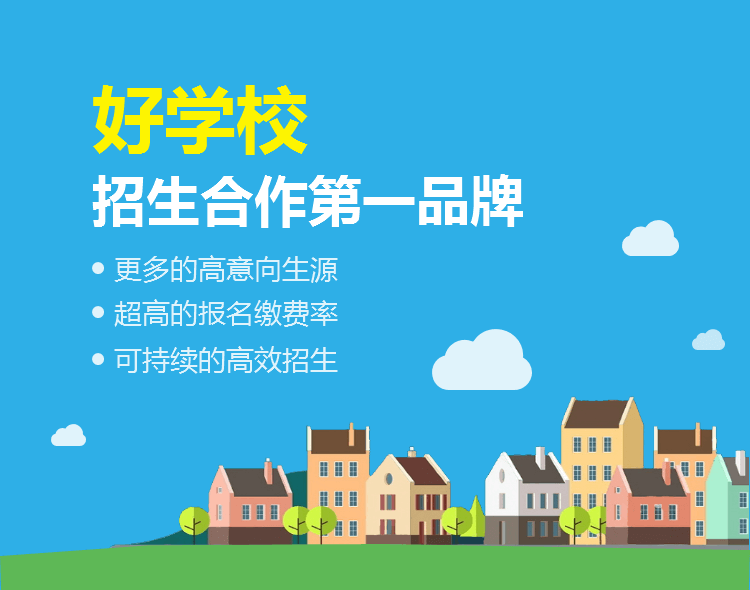 好学校
招生合作第一品牌
更多的高意向生源
超高的报名缴费率
可持续的高效招生